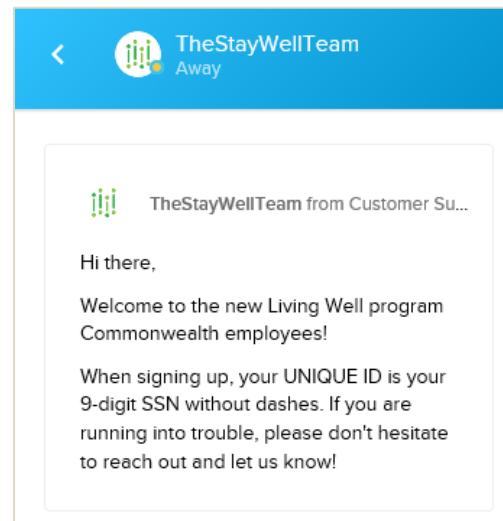 TheStayWellTeam
Away
TheStayWellTeam from Customer Su...
Hi there,
Welcome to the new Living Well program
Commonwealth employees!
When signing up, your UNIQUE ID is your
9-digit SSN without dashes. If you are
running into trouble, please don't hesitate
to reach out and let us know!